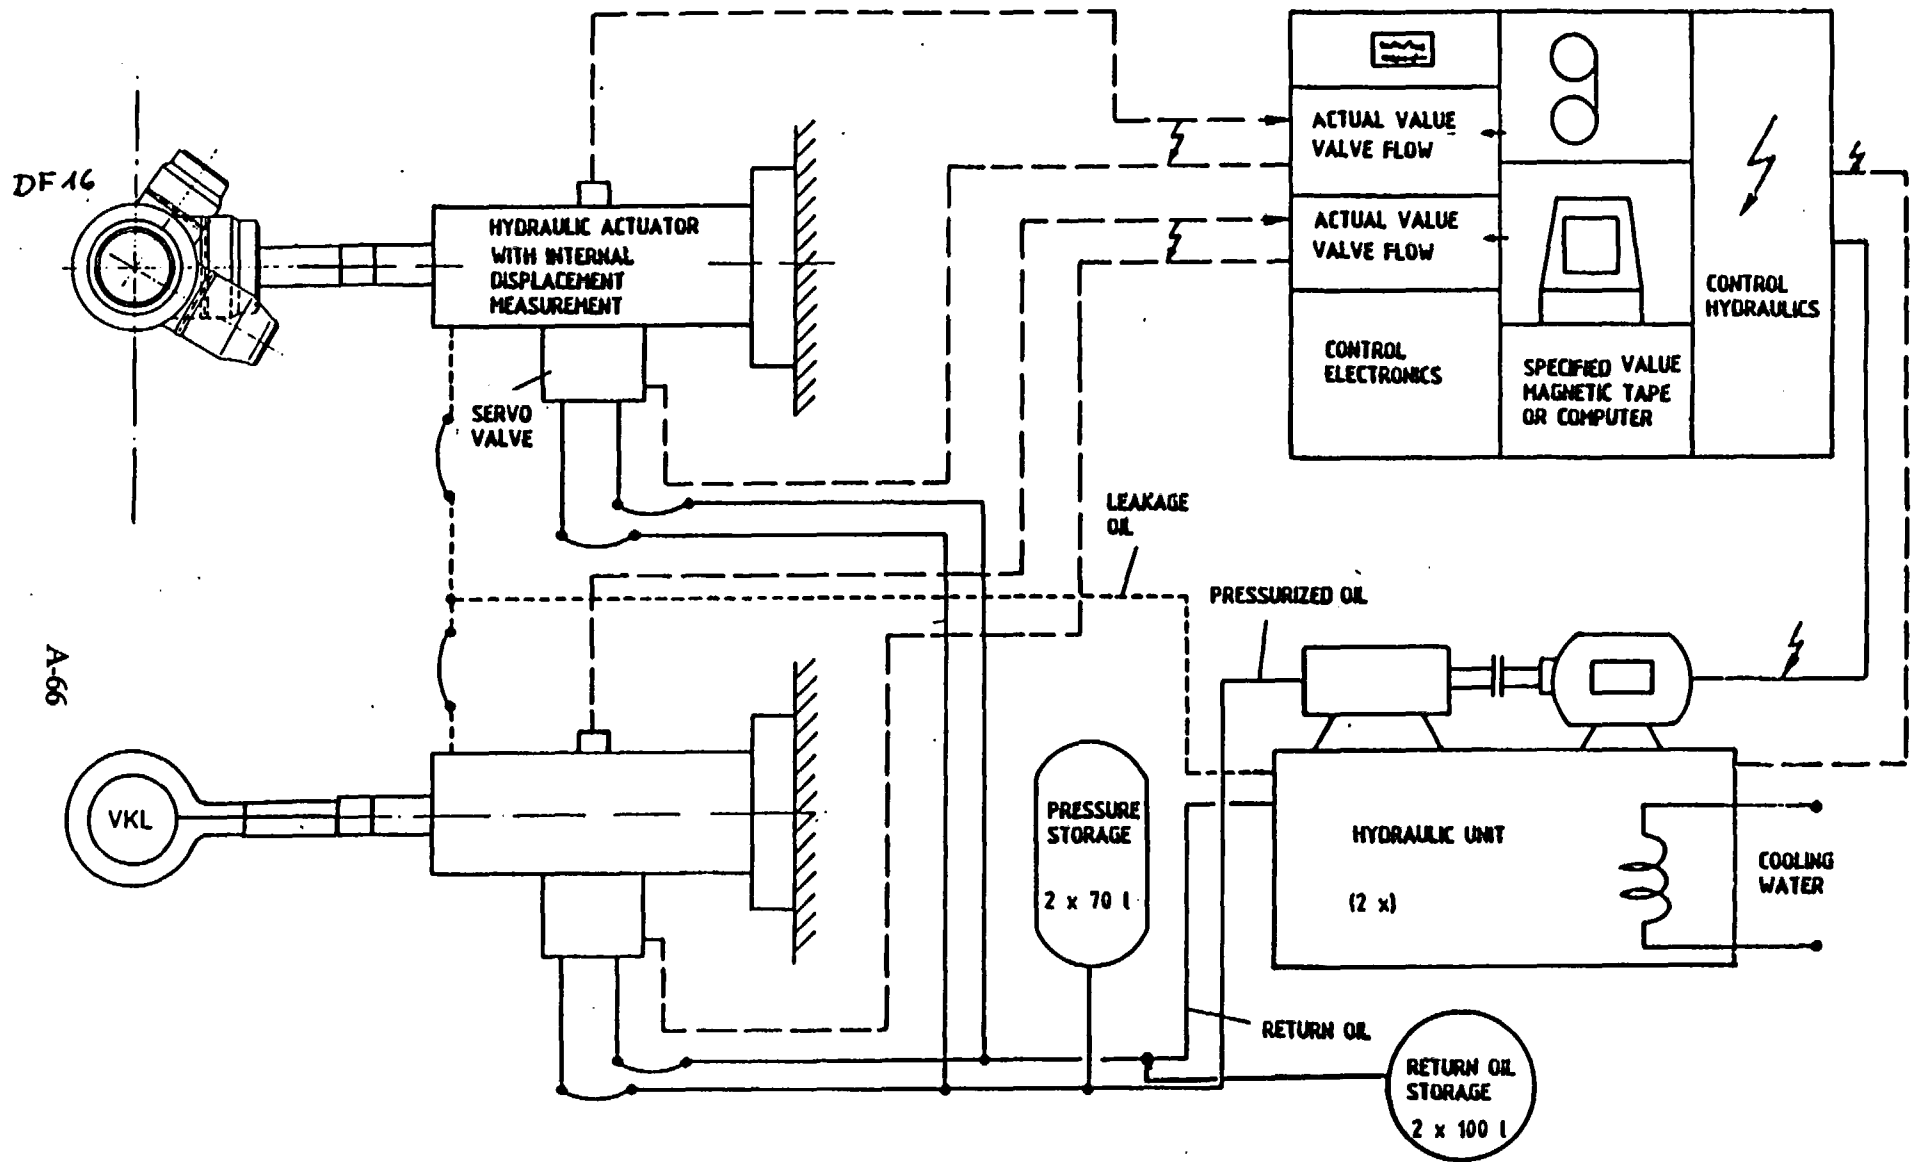 DF 16
HYDRAULIC ACTUATOR
WITH INTERNAL
DISPLACEMENT
MEASUREMENT
SERVO
VALVE
ACTUAL VALUE
VALVE FLOW
ACTUAL VALUE
VALVE FLOW
CONTROL
ELECTRONICS
SPECIFIED VALUE
MAGNETIC TAPE
OR COMPUTER
CONTROL
HYDRAULICS
LEAKAGE
OIL
PRESSURIZED OIL
A-66
VKL
PRESSURE
STORAGE
2 x 70 l
HYDRAULIC UNIT
(2 x)
COOLING
WATER
RETURN OIL
RETURN OIL
STORAGE
2 x 100 l